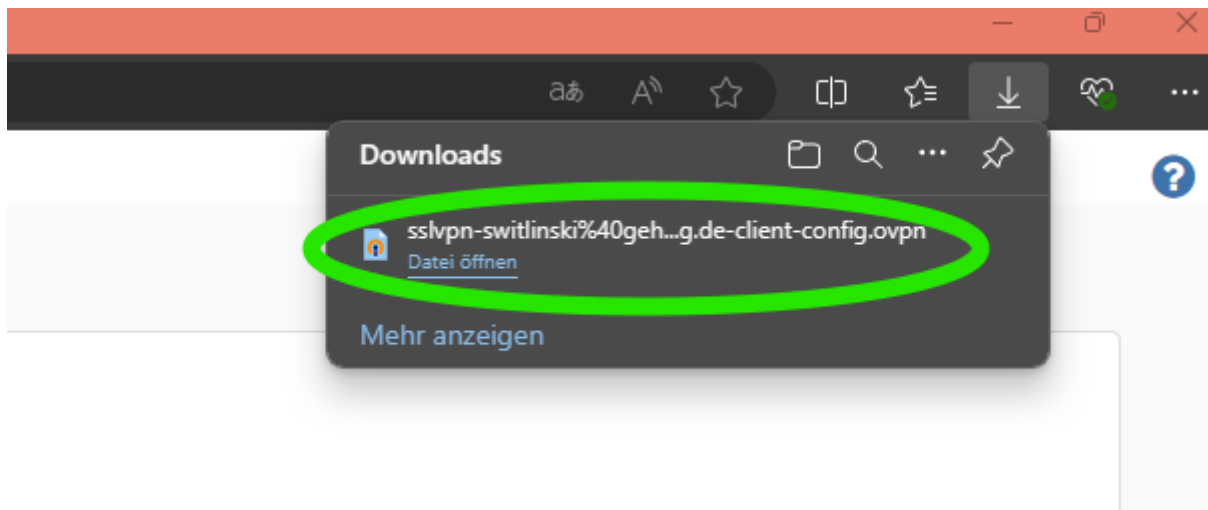 aあ A
Downloads
sslvpn-switlinski%40geh...g.de-client-config.ovpn
Datei öffnen
Mehr anzeigen
?